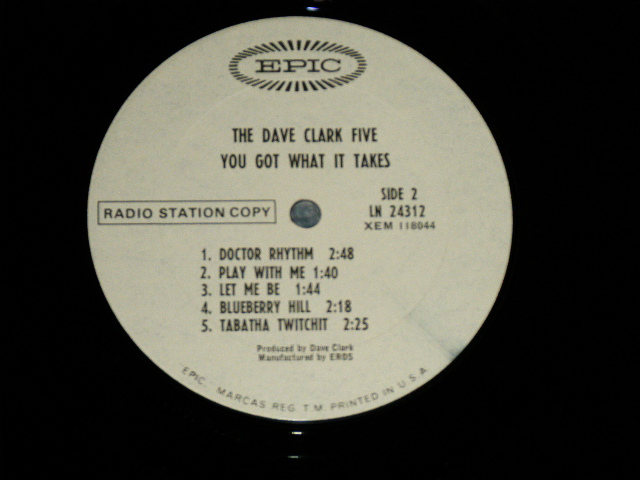 EPIC
THE DAVE CLARK FIVE
YOU GOT WHAT IT TAKES
SIDE 2
RADIO STATION COPY
LN 24312
XEM 118044
1. DOCTOR RHYTHM 2:48
2. PLAY WITH ME 1:40
3. LET ME BE 1:44
4. BLUEBERRY HILL 2:18
5. TABATHA TWITCHIT 2:25
Produced by Dave Clark
Manufactured by EROS
EPIC. MARCAS REG. T.M. PRINTED IN U.S.A.